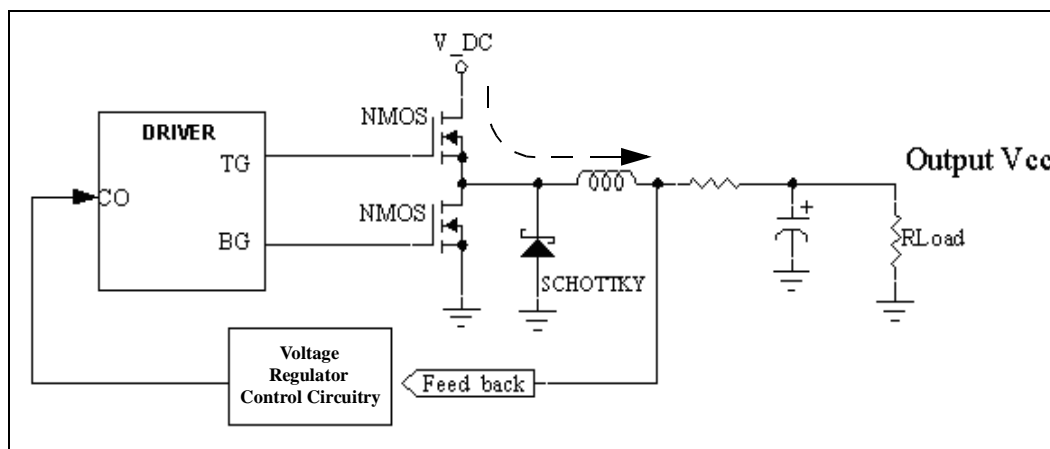 V_DC
NMOS
DRIVER
TG
Output Vcc
CO
NMOS
BG
+
RLoad
SCHOTTKY
Voltage
Regulator
Control Circuitry
Feed back